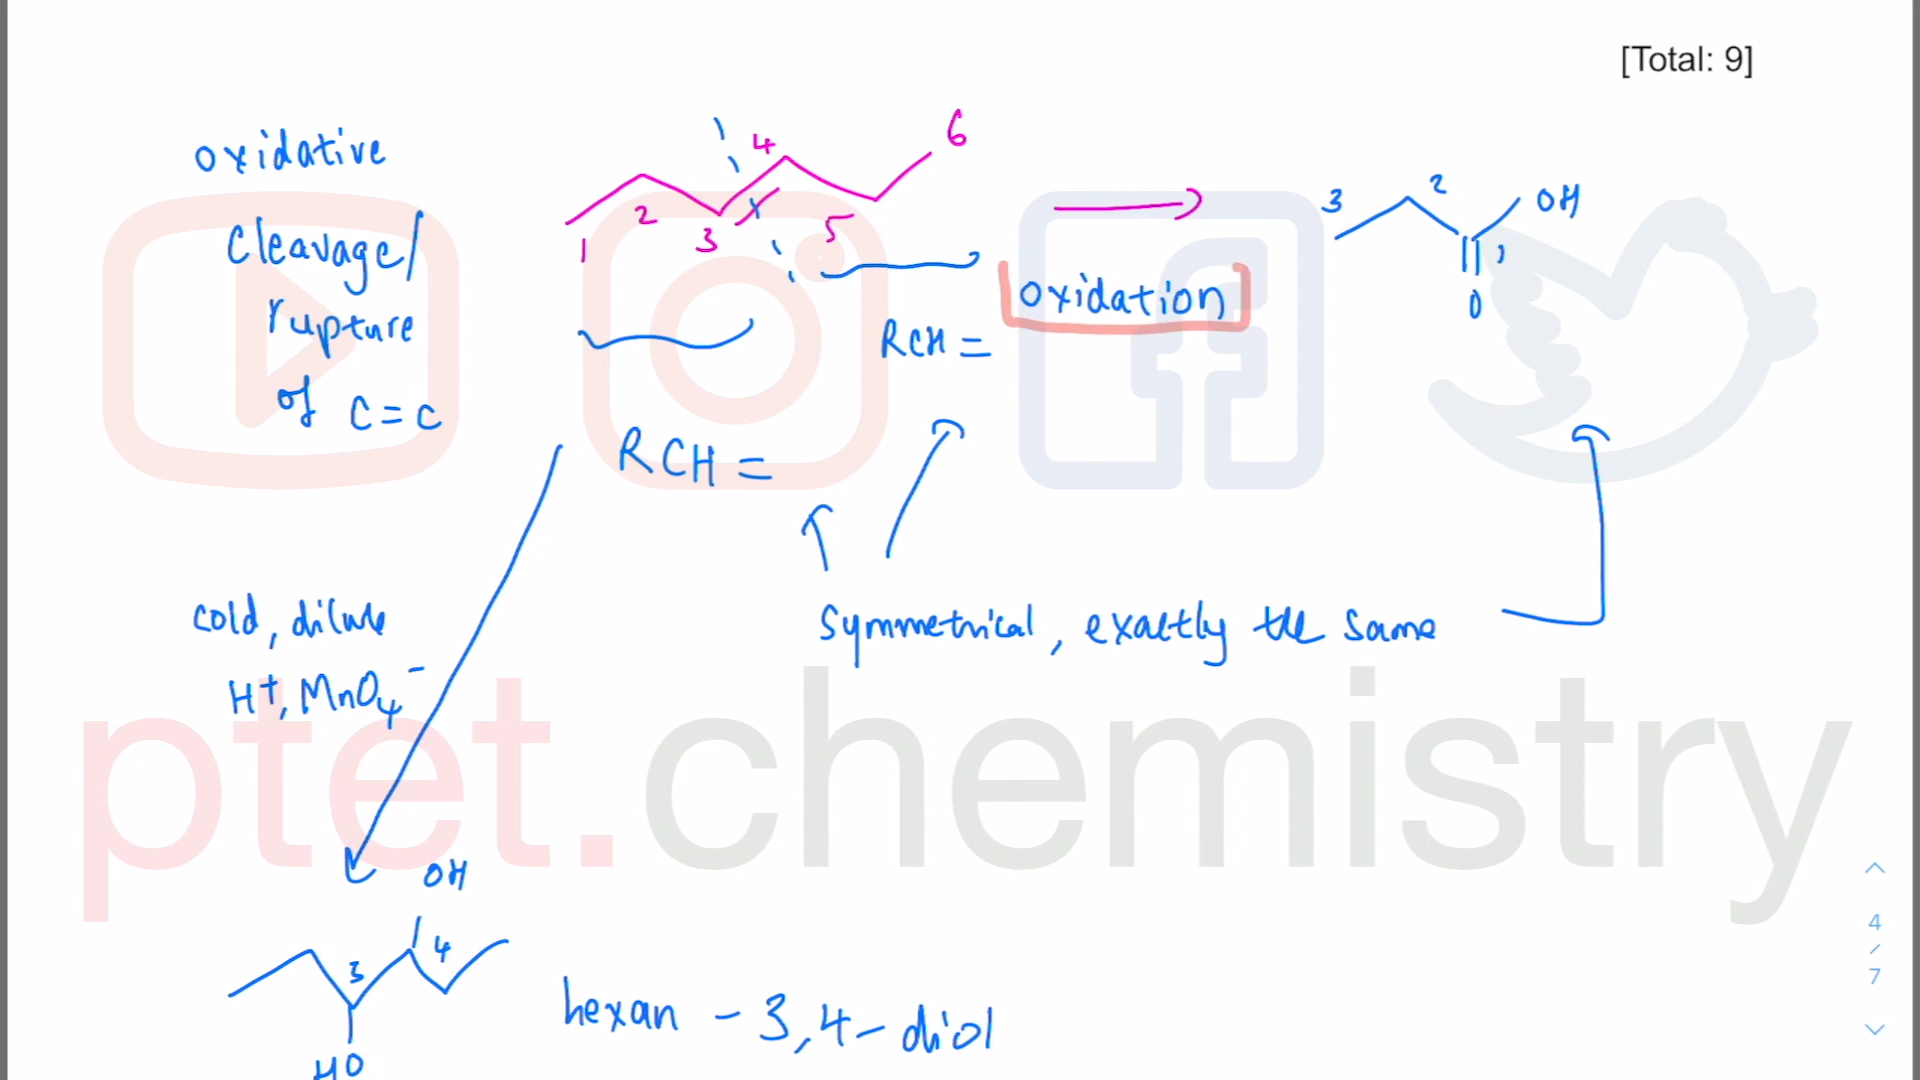 [Total: 9]
oxidative
cleavage/
rupture
of C=C
1 2 3 4 5 6
3 2 1 OH
O
oxidation
RCH =
RCH =
symmetrical, exactly the same
cold, dilute
H+, MnO4-
ptet.chemistry
OH
3 4
HO
hexan - 3,4-diol
4
/
7